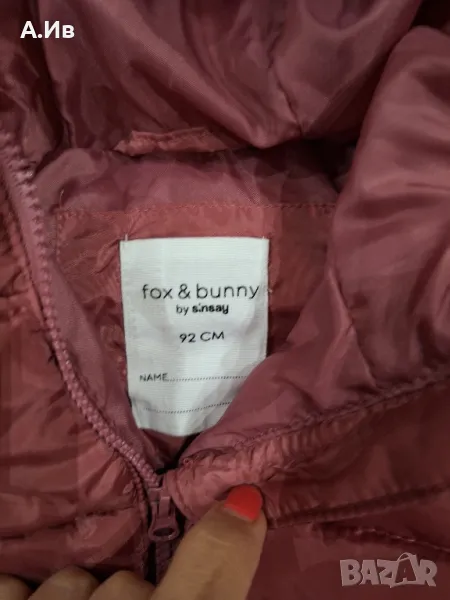 А.Ив
fox & bunny
by sinsay
92 CM
NAME
BAZAR